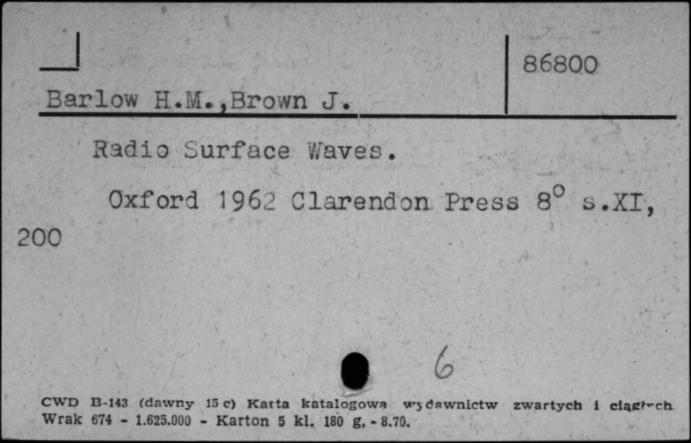 86800
Barlow H.M.,Brown J.
Radio Surface Waves.
Oxford 1962 Clarendon Press 8° s.XI,
200
6
CWD B-143 (dawny 15 c) Karta katalogowa wydawnictw zwartych i ciągłych
Wrak 674 - 1.625.000 - Karton 5 kl. 180 g. - 8.70.